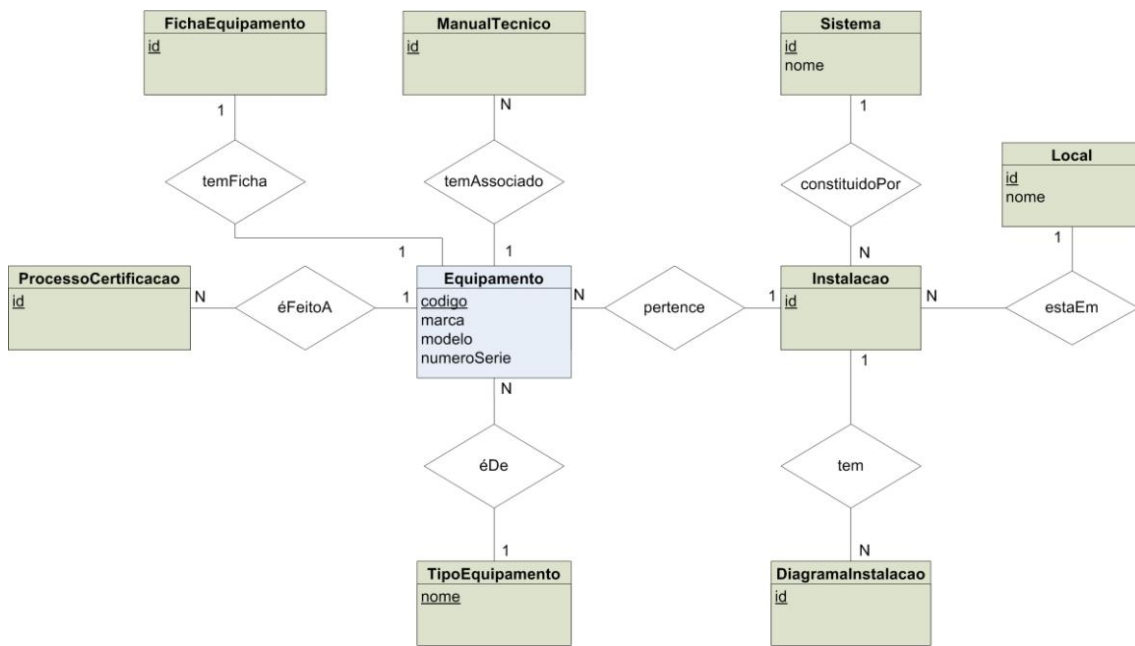 FichaEquipamento
id
ManualTecnico
id
Sistema
id
nome
1
N
1
Local
id
nome
temFicha
temAssociado
constituidoPor
1
1
1
N
ProcessoCertificacao
id
N
éFeitoA
1
Equipamento
codigo
marca
modelo
numeroSerie
N
pertence
1
Instalacao
id
N
estaEm
N
1
éDe
tem
1
N
TipoEquipamento
nome
DiagramaInstalacao
id